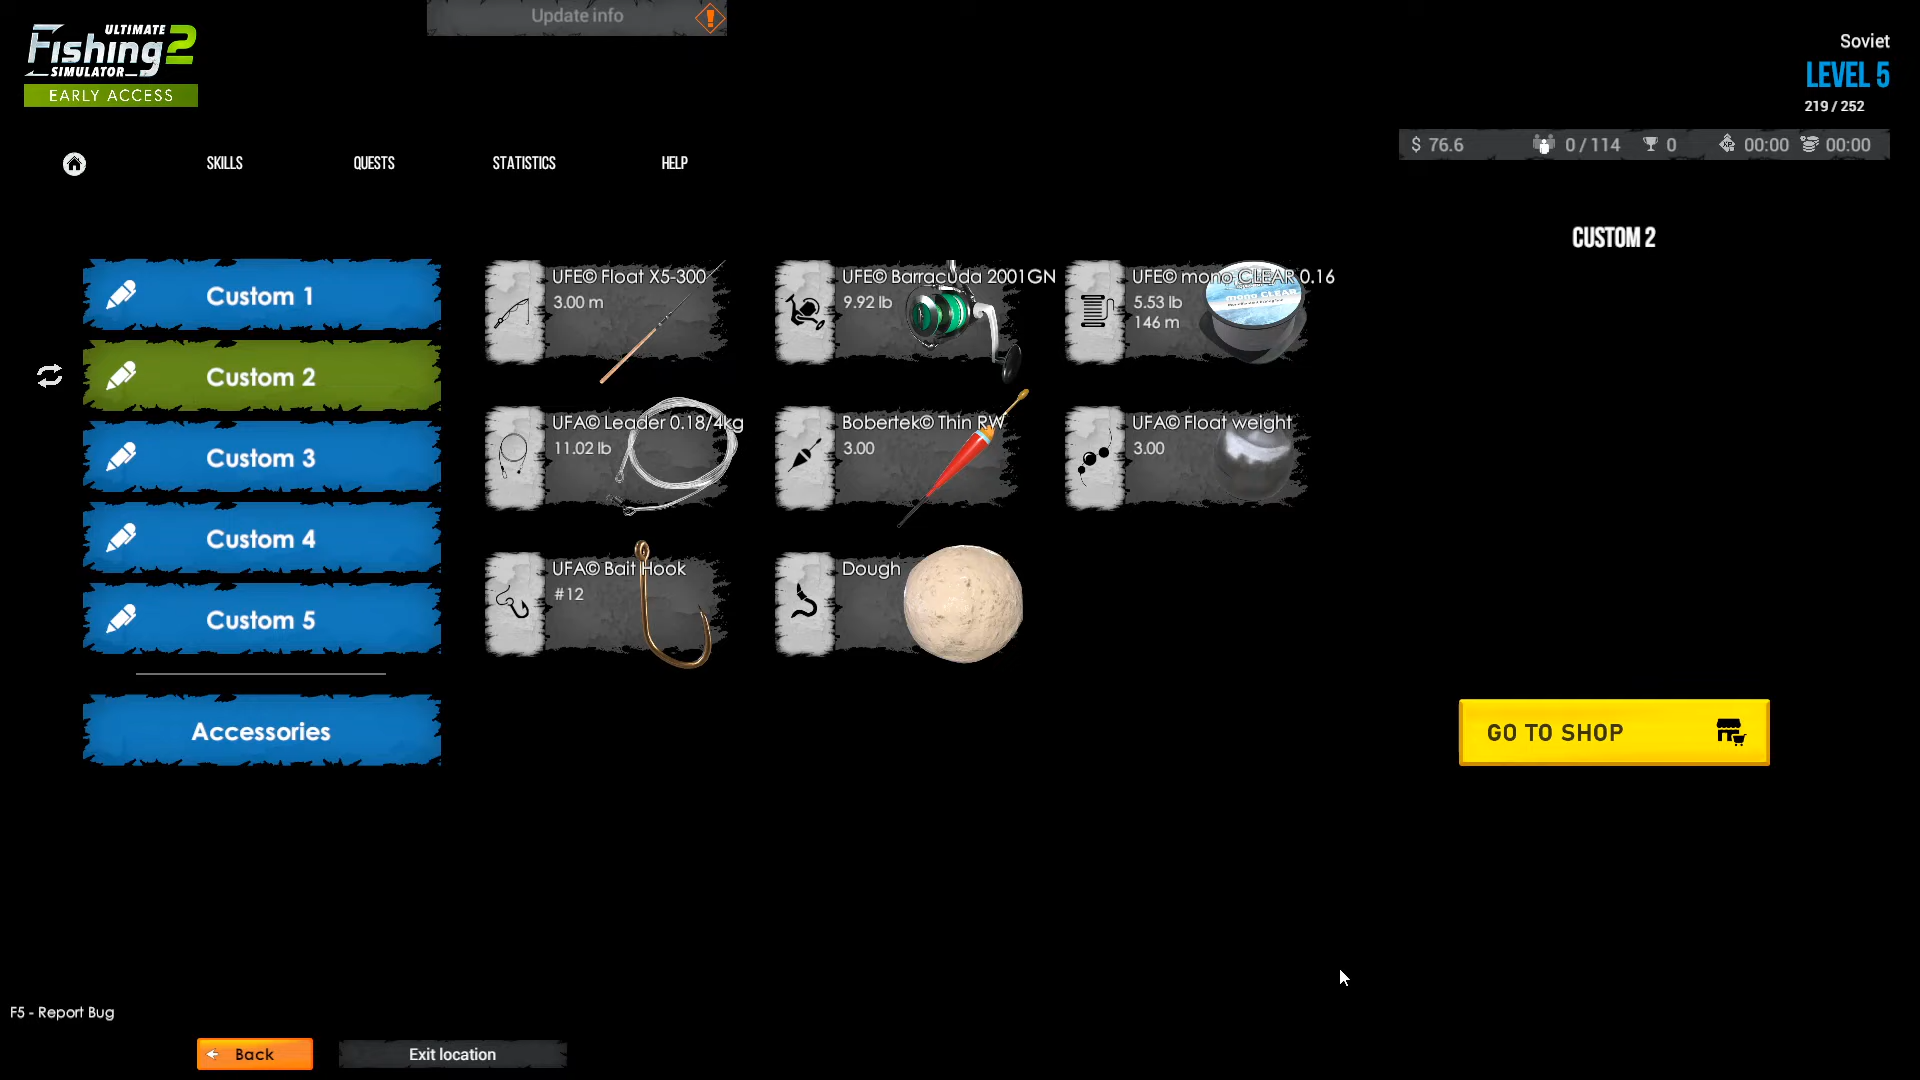 Update info
ULTIMATE
Fishing 2
SIMULATOR
EARLY ACCESS
Soviet
LEVEL 5
219 / 252
$ 76.6
0 / 114
0
XP
00:00
00:00
SKILLS
QUESTS
STATISTICS
HELP
CUSTOM 2
Custom 1
Custom 2
Custom 3
Custom 4
Custom 5
Accessories
UFE© Float X5-300
3.00 m
UFE© Barracuda 2001GN
9.92 lb
UFE© mono CLEAR 0.16
5.53 lb
146 m
mono CLEAR
UFA© Leader 0.18/4kg
11.02 lb
Bobertek© Thin RW
3.00
UFA© Float weight
3.00
UFA© Bait Hook
#12
Dough
GO TO SHOP
F5 - Report Bug
Back
Exit location